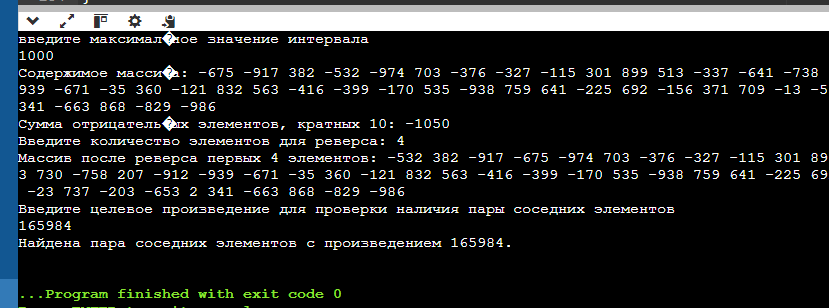 введите максимал�ное значение интервала
1000
Содержимое масси�а: -675 -917 382 -532 -974 703 -376 -327 -115 301 899 513 -337 -641 -738
939 -671 -35 360 -121 832 563 -416 -399 -170 535 -938 759 641 -225 692 -156 371 709 -13 -5
341 -663 868 -829 -986
Сумма отрицатель�ых элементов, кратных 10: -1050
Введите количество элементов для реверса: 4
Массив после реверса первых 4 элементов: -532 382 -917 -675 -974 703 -376 -327 -115 301 89
3 730 -758 207 -912 -939 -671 -35 360 -121 832 563 -416 -399 -170 535 -938 759 641 -225 69
-23 737 -203 -653 2 341 -663 868 -829 -986
Введите целевое произведение для проверки наличия пары соседних элементов
165984
Найдена пара соседних элементов с произведением 165984.
...Program finished with exit code 0